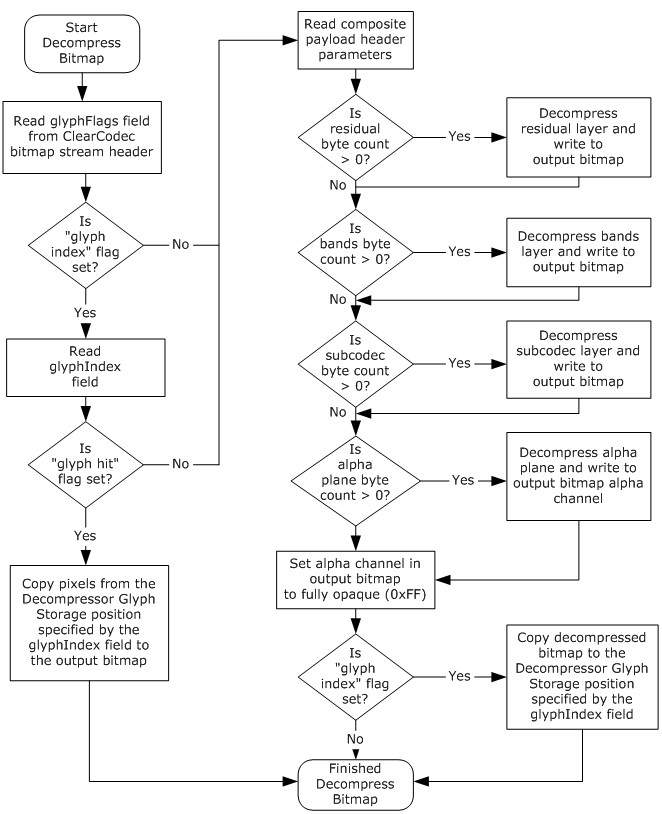 Start
Decompress
Bitmap
Read glyphFlags field
from ClearCodec
bitmap stream header
Is
"glyph
index" flag
set?
No
Yes
Read
glyphIndex
field
Is
"glyph hit"
flag set?
No
Yes
Copy pixels from the
Decompressor Glyph
Storage position
specified by the
glyphIndex field to
the output bitmap
Read composite
payload header
parameters
Is
residual
byte count
> 0?
Yes
Decompress
residual layer and
write to
output bitmap
No
Is
bands byte
count > 0?
Yes
Decompress bands
layer and write to
output bitmap
No
Is
subcodec
byte count
> 0?
Yes
Decompress
subcodec layer and
write to
output bitmap
No
Is
alpha
plane byte
count > 0?
Yes
Decompress alpha
plane and write to
output bitmap alpha
channel
Set alpha channel in
output bitmap
to fully opaque (0xFF)
Is
"glyph
index" flag
set?
Yes
Copy decompressed
bitmap to the
Decompressor Glyph
Storage position
specified by the
glyphIndex field
No
Finished
Decompress
Bitmap